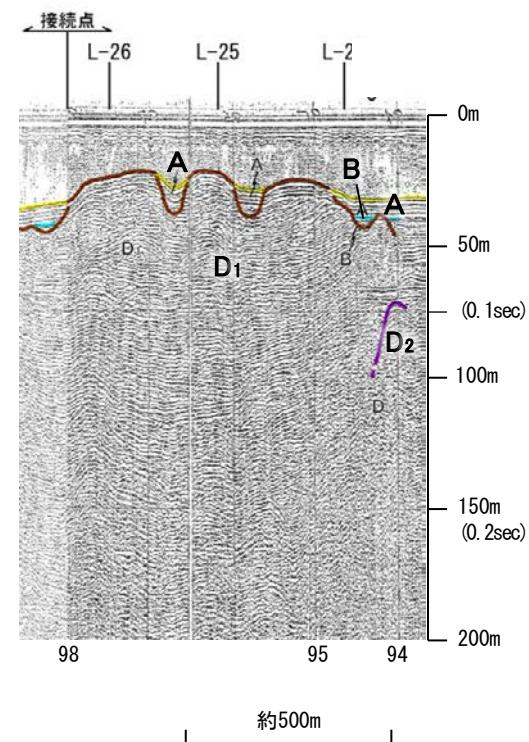 接続点
L-26 L-25 L-2
0m
A A B A
50m
D₁ D₁ B
(0.1sec)
D₂
100m
D
150m
(0.2sec)
200m
98 95 94
約500m